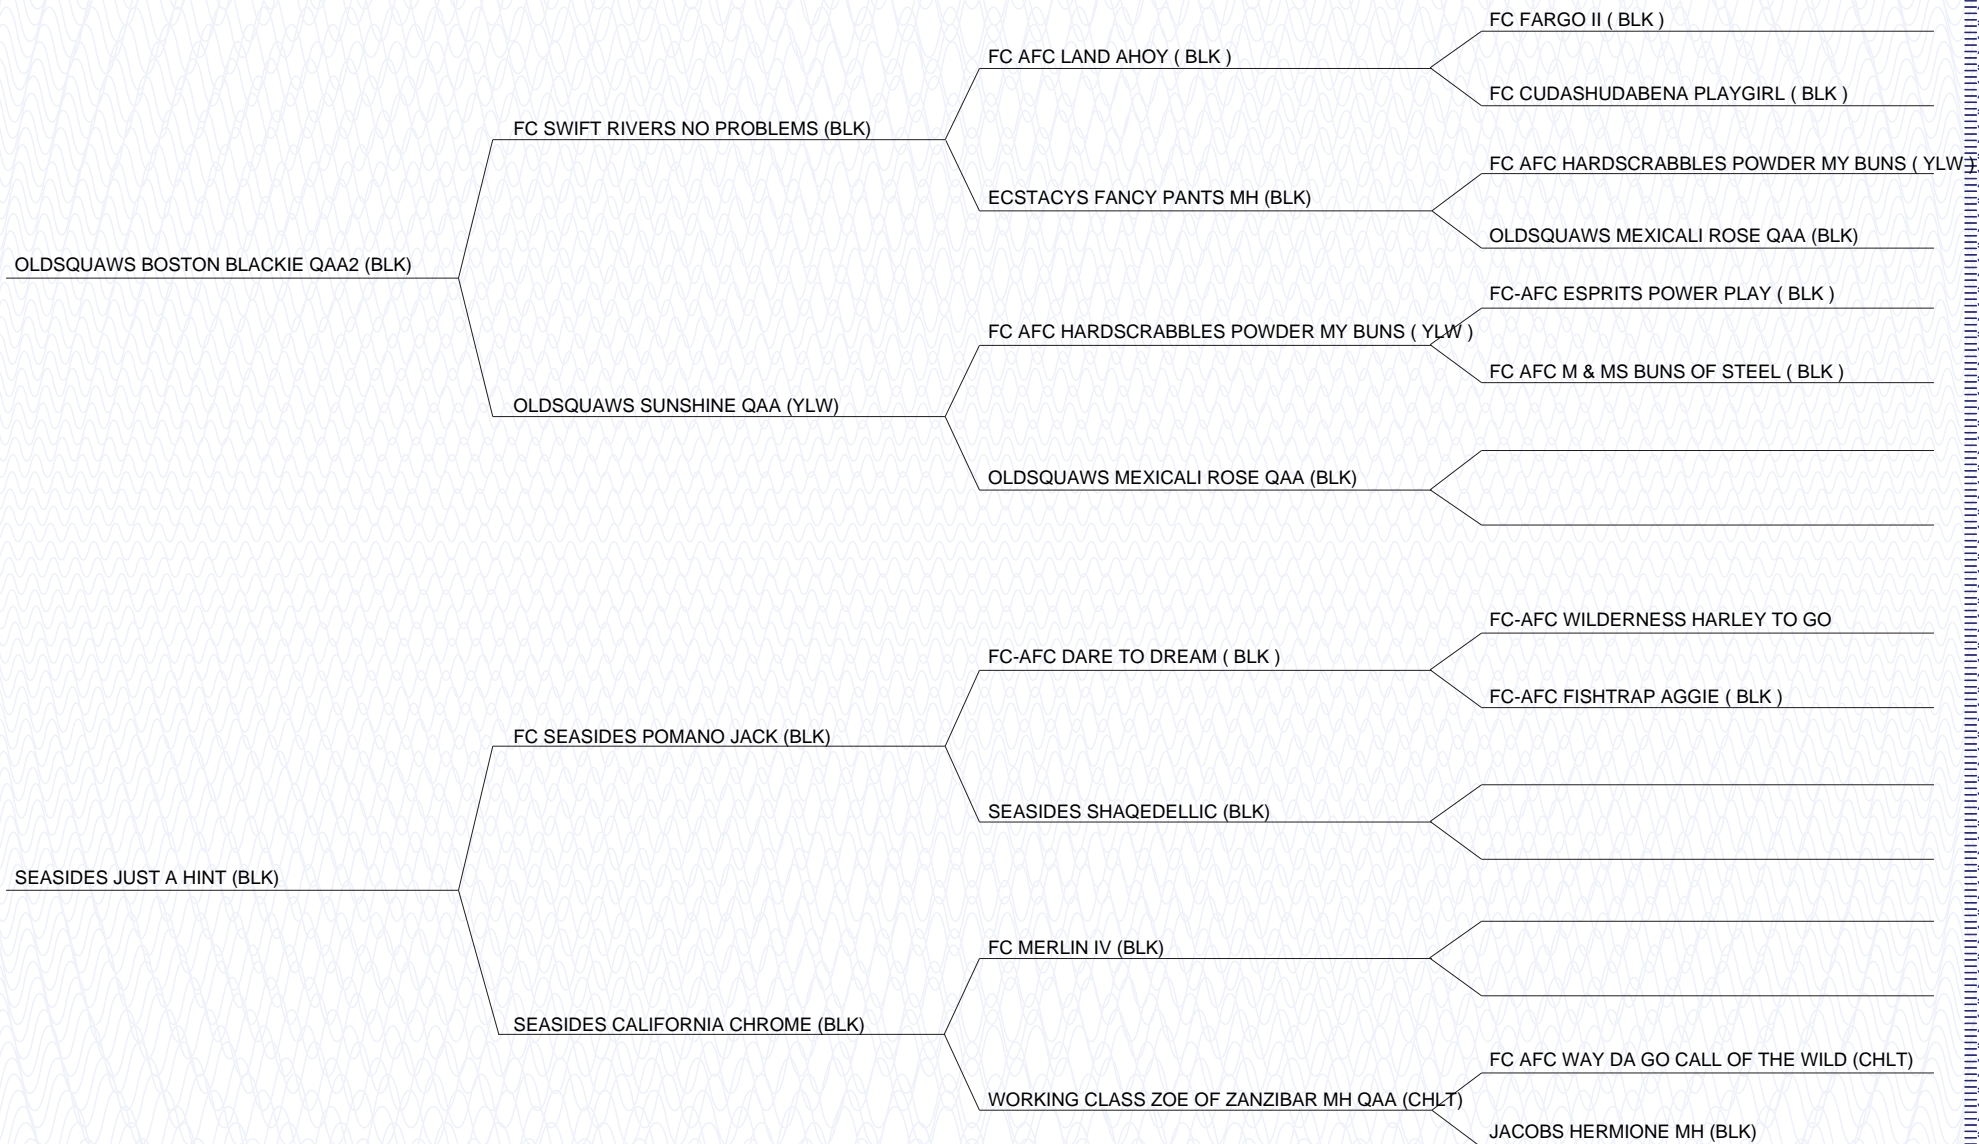 FC FARGO II ( BLK )
FC AFC LAND AHOY ( BLK )
FC CUDASHUDABENA PLAYGIRL ( BLK )
FC SWIFT RIVERS NO PROBLEMS (BLK)
FC AFC HARDSCRABBLES POWDER MY BUNS ( YLW )
ECSTACYS FANCY PANTS MH (BLK)
OLDSQUAWS MEXICALI ROSE QAA (BLK)
OLDSQUAWS BOSTON BLACKIE QAA2 (BLK)
FC-AFC ESPRITS POWER PLAY ( BLK )
FC AFC HARDSCRABBLES POWDER MY BUNS ( YLW )
FC AFC M & MS BUNS OF STEEL ( BLK )
OLDSQUAWS SUNSHINE QAA (YLW)
OLDSQUAWS MEXICALI ROSE QAA (BLK)
FC-AFC WILDERNESS HARLEY TO GO
FC-AFC DARE TO DREAM ( BLK )
FC-AFC FISHTRAP AGGIE ( BLK )
FC SEASIDES POMANO JACK (BLK)
SEASIDES SHAQEDELLIC (BLK)
SEASIDES JUST A HINT (BLK)
FC MERLIN IV (BLK)
SEASIDES CALIFORNIA CHROME (BLK)
FC AFC WAY DA GO CALL OF THE WILD (CHLT)
WORKING CLASS ZOE OF ZANZIBAR MH QAA (CHLT)
JACOBS HERMIONE MH (BLK)